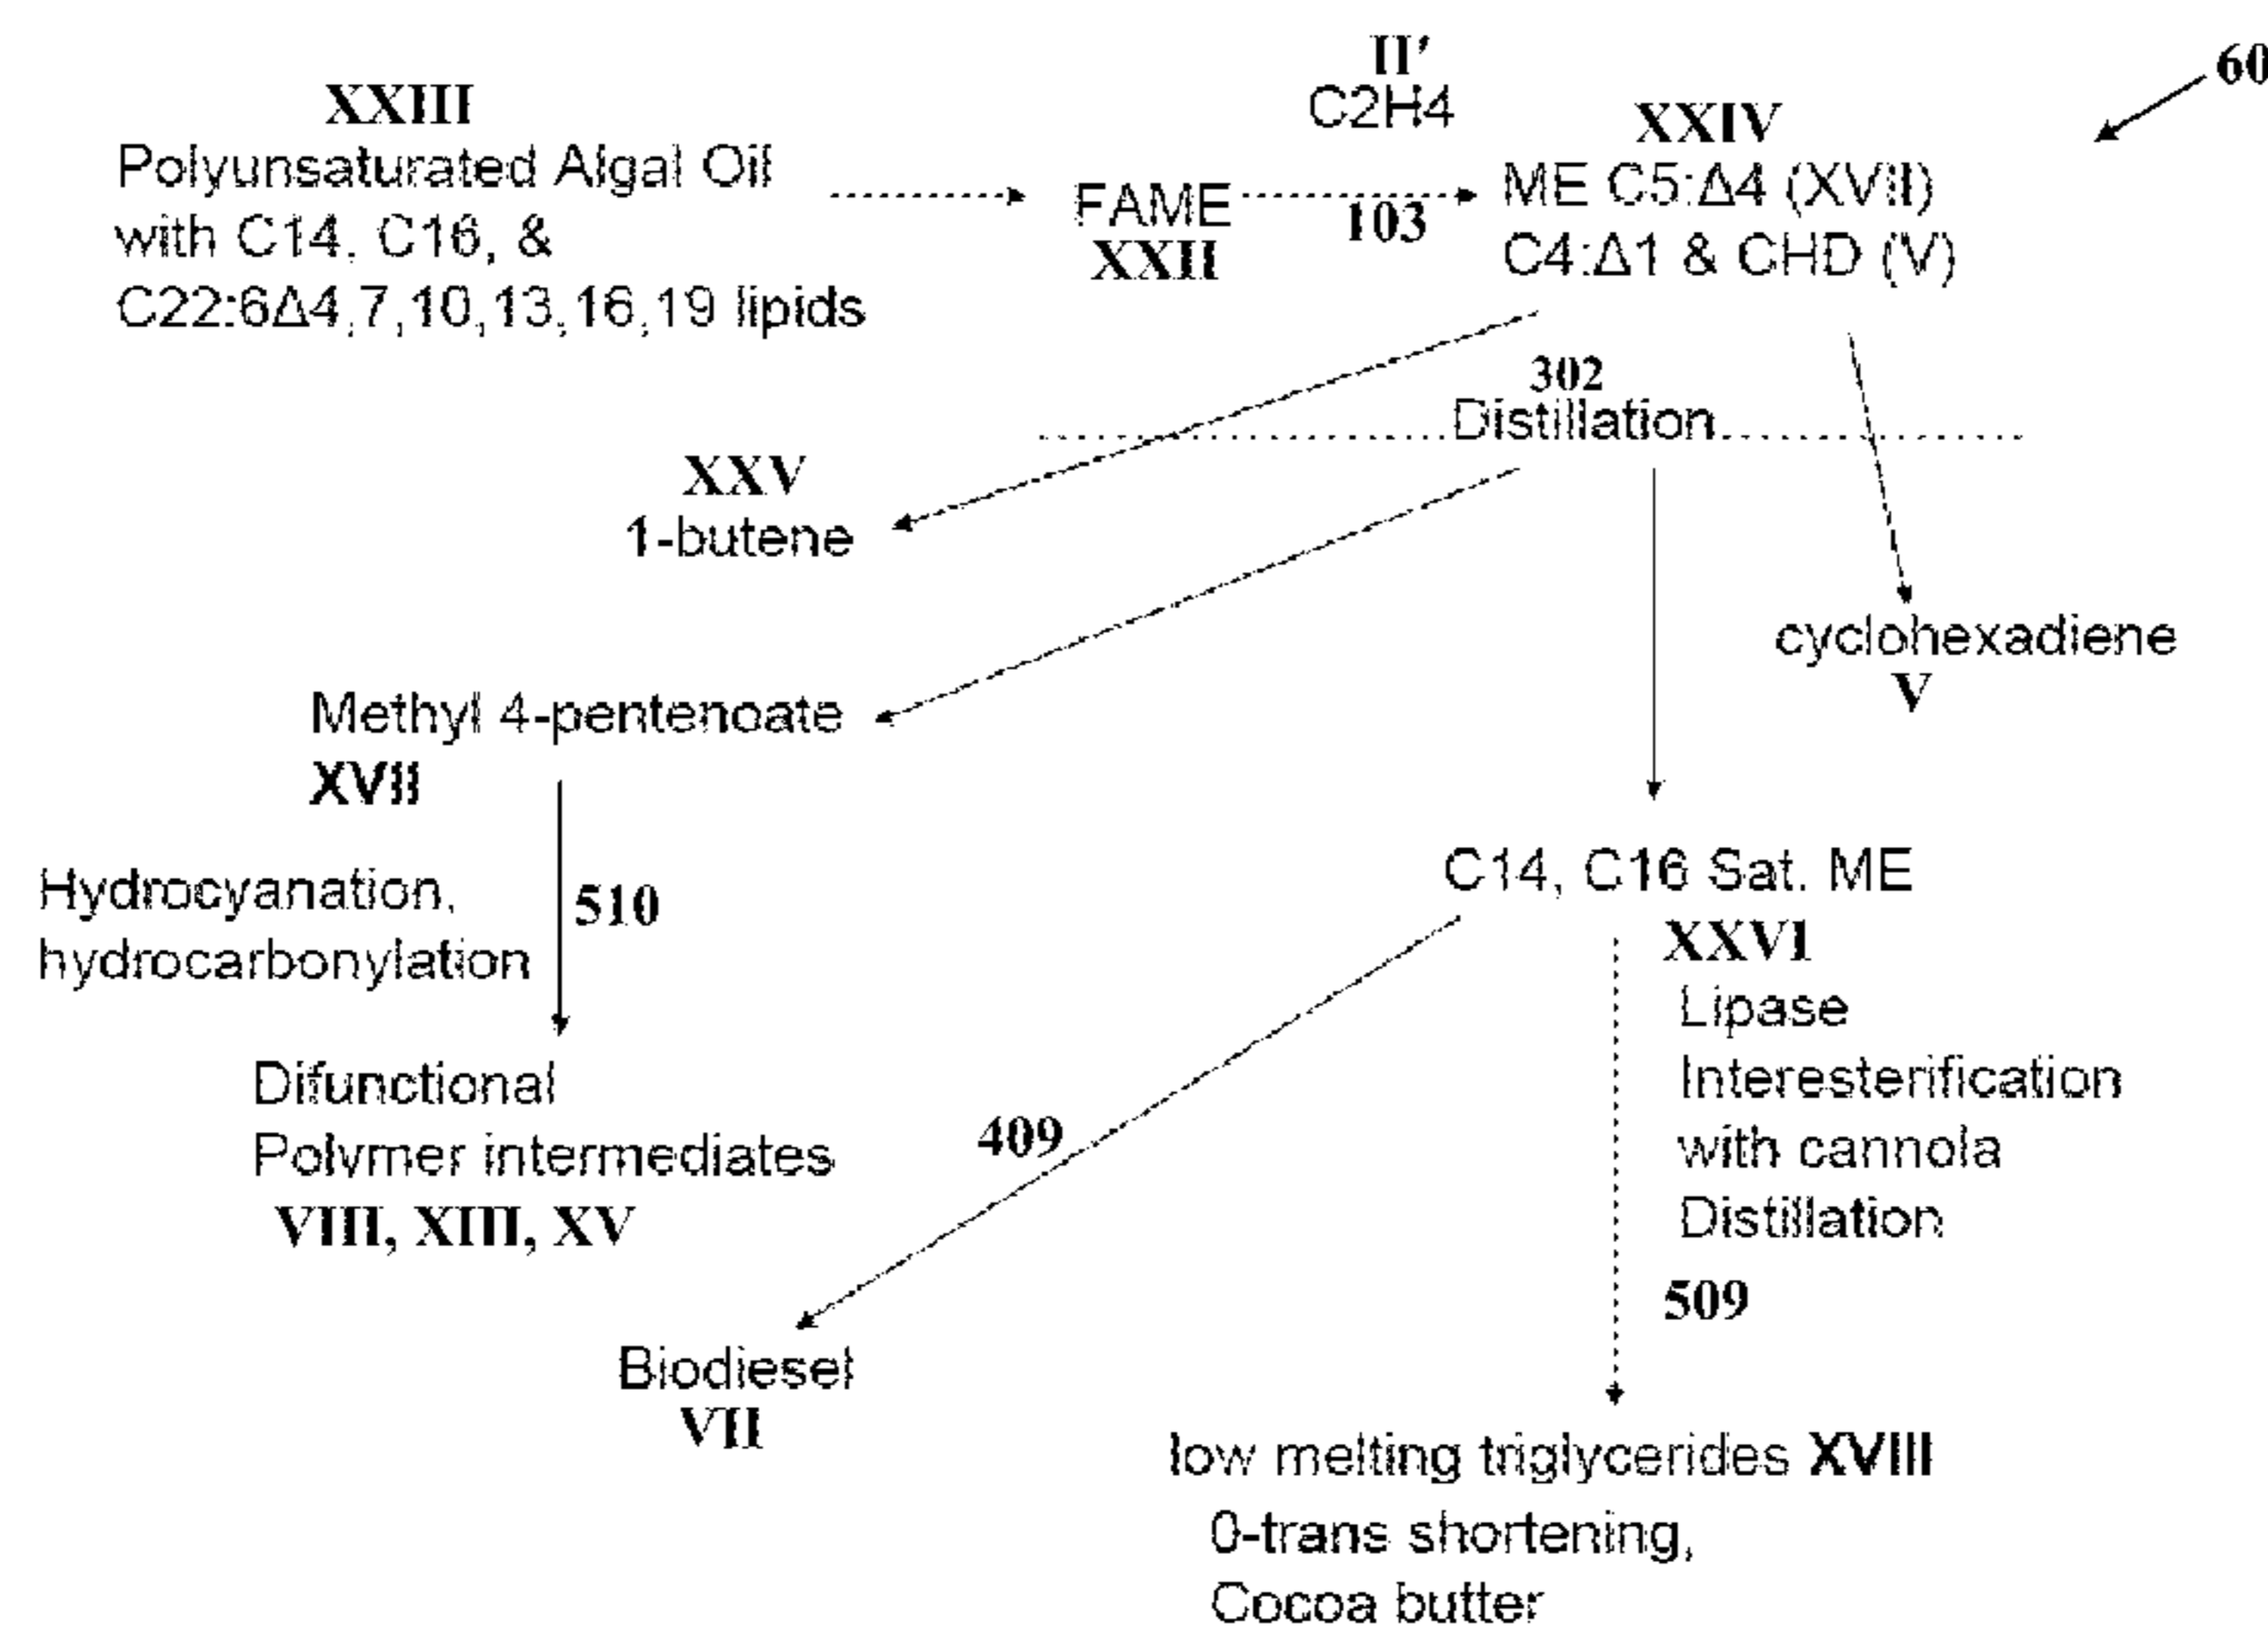 II'
C2H4
60
XXIII
Polyunsaturated Algal Oil
with C14, C16, &
C22:6Δ4,7,10,13,16,19 lipids
FAME
XXII
103
XXIV
ME C5:Δ4 (XVII)
C4:Δ1 & CHD (V)
302
Distillation
XXV
1-butene
cyclohexadiene
V
Methyl 4-pentenoate
XVII
Hydrocyanation,
hydrocarbonylation
510
C14, C16 Sat. ME
XXVI
Lipase
Interesterification
with cannola
Distillation
509
Difunctional
Polymer intermediates
VIII, XIII, XV
409
Biodiesel
VII
low melting triglycerides XVIII
0-trans shortening,
Cocoa butter